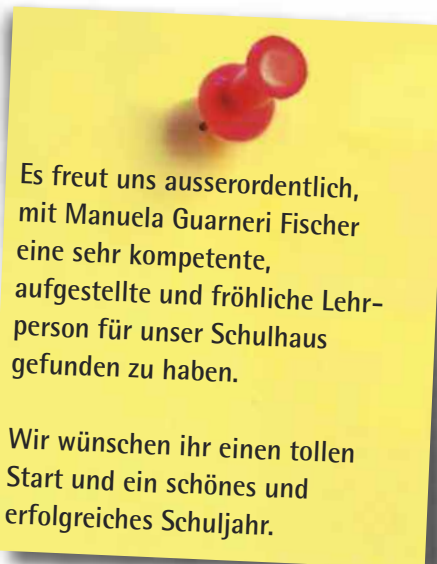 Es freut uns ausserordentlich,
mit Manuela Guarneri Fischer
eine sehr kompetente,
aufgestellte und fröhliche Lehr-
person für unser Schulhaus
gefunden zu haben.

Wir wünschen ihr einen tollen
Start und ein schönes und
erfolgreiches Schuljahr.